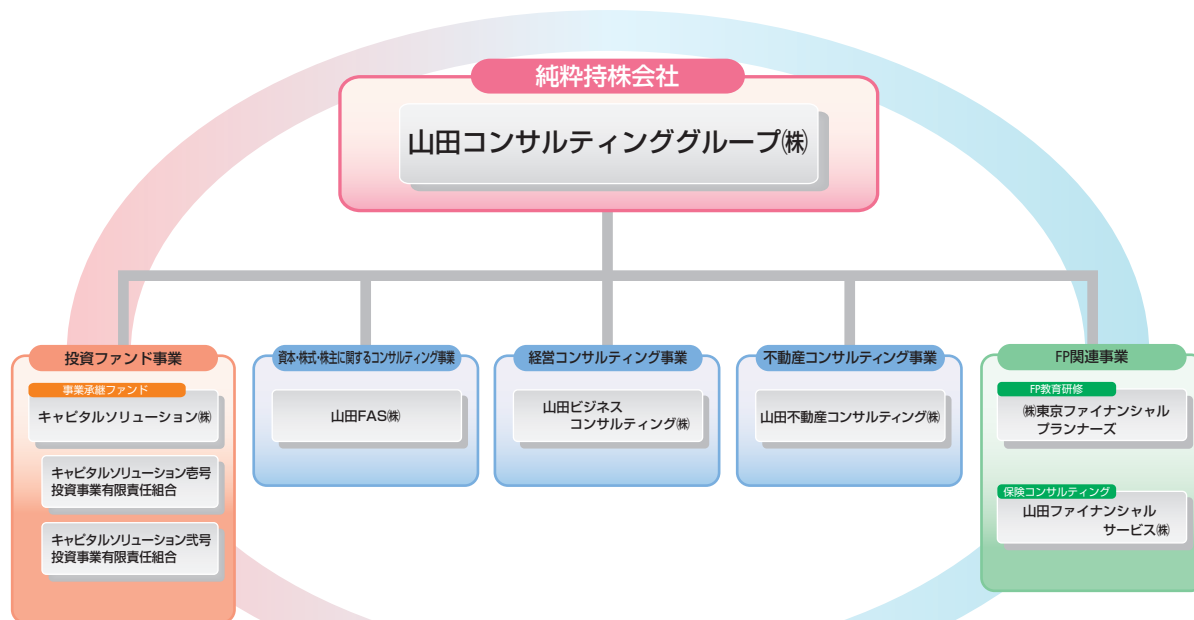 純粋持株会社
山田コンサルティンググループ㈱
投資ファンド事業
事業承継ファンド
キャピタルソリューション㈱
キャピタルソリューション壱号
投資事業有限責任組合
キャピタルソリューション弐号
投資事業有限責任組合
資本・株式・株主に関するコンサルティング事業
山田FAS㈱
経営コンサルティング事業
山田ビジネス
コンサルティング㈱
不動産コンサルティング事業
山田不動産コンサルティング㈱
FP関連事業
FP教育研修
㈱東京ファイナンシャル
プランナーズ
保険コンサルティング
山田ファイナンシャル
サービス㈱